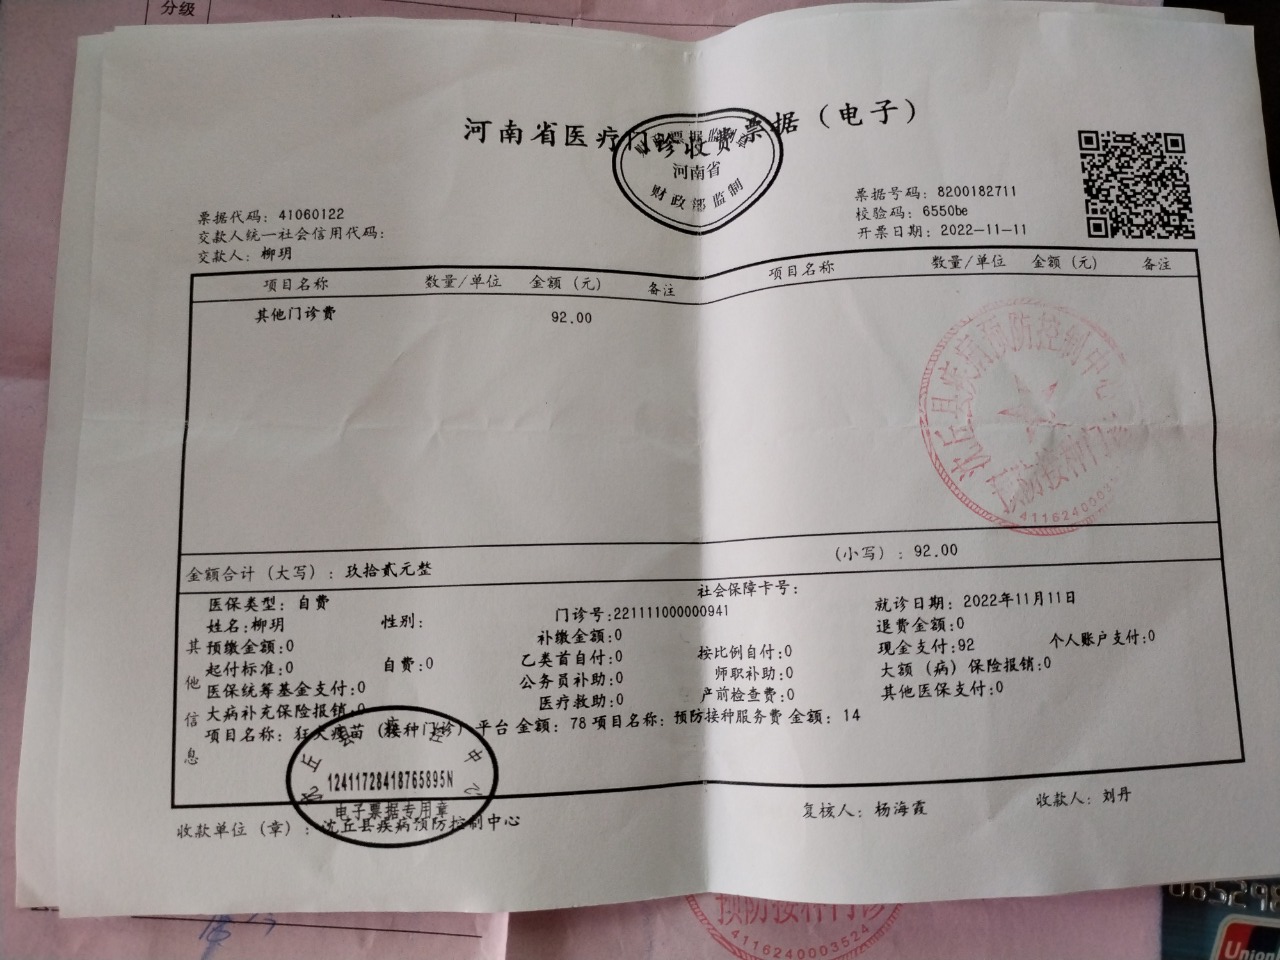 分级
河南省医疗门诊收费票据（电子）
河南省
财政部监制
票据代码：41060122
交款人统一社会信用代码：
交款人：柳玥
票据号码：8200182711
校验码：6550be
开票日期：2022-11-11
项目名称 数量/单位 金额（元） 备注 项目名称 数量/单位 金额（元） 备注
其他门诊费 92.00
沈丘县疾病预防控制中心
预防接种门诊
41162400035
金额合计（大写）：玖拾贰元整 （小写）：92.00
其他信息
医保类型：自费 社会保障卡号：
姓名:柳玥 性别: 门诊号:221111000000941 就诊日期：2022年11月11日
预缴金额:0 补缴金额:0 退费金额:0
起付标准:0 自费:0 乙类首自付:0 按比例自付:0 现金支付:92 个人账户支付:0
医保统筹基金支付:0 公务员补助:0 师职补助:0 大额（病）保险报销:0
大病补充保险报销:0 医疗救助:0 产前检查费:0 其他医保支付:0
项目名称：狂犬疫苗（接种门诊）平台 金额：78 项目名称：预防接种服务费 金额：14
12411728418765895N
电子票据专用章
收款单位（章）：沈丘县疾病预防控制中心
复核人：杨海霞
收款人：刘丹
预防接种门诊
4116240003524